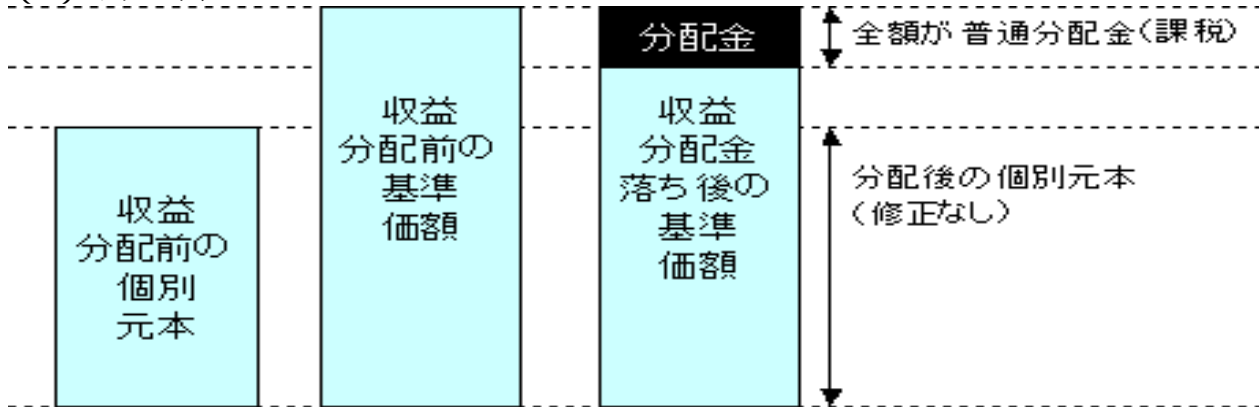 分配金
全額が普通分配金(課税)
収益
分配前の
基準
価額
収益
分配金
落ち後の
基準
価額
収益
分配前の
個別
元本
分配後の個別元本
(修正なし)